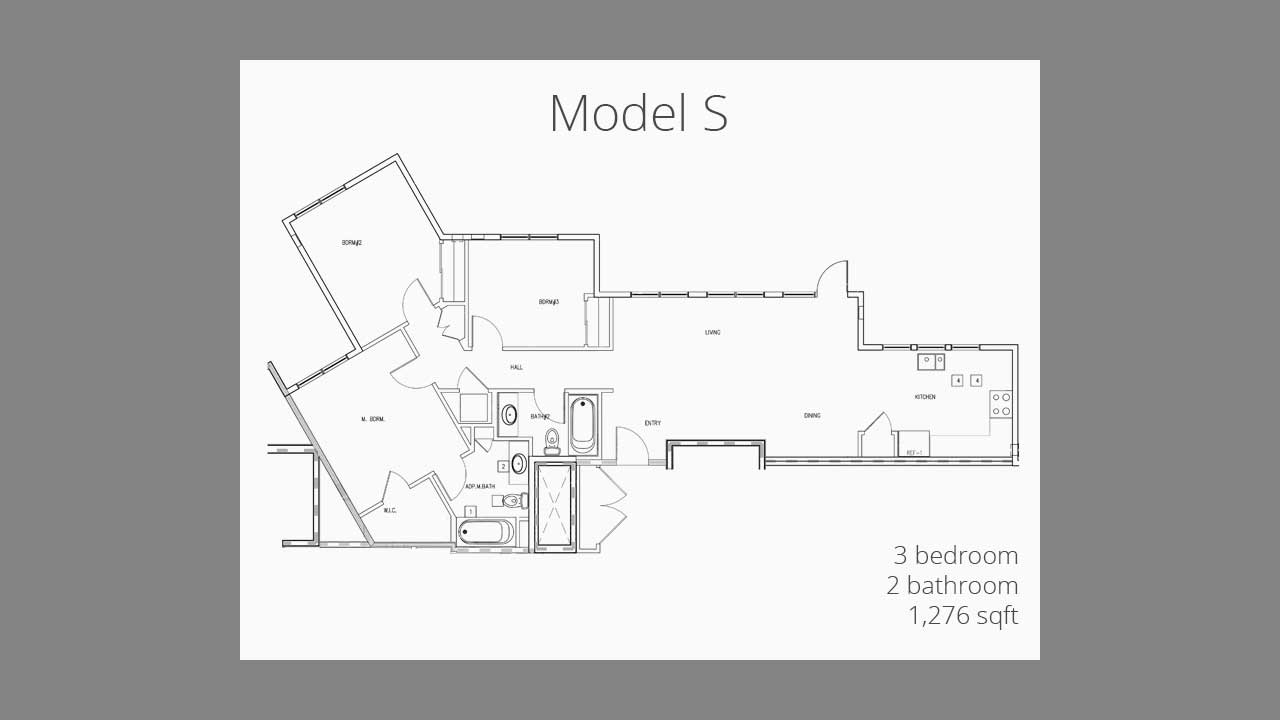 Model S
BDRM#2
BDRM#3
LIVING
HALL
M. BDRM.
BATH#2
ENTRY
DINING
KITCHEN
4 4
REF-1
2
ADP.M.BATH
W.I.C.
1
3 bedroom
2 bathroom
1,276 sqft